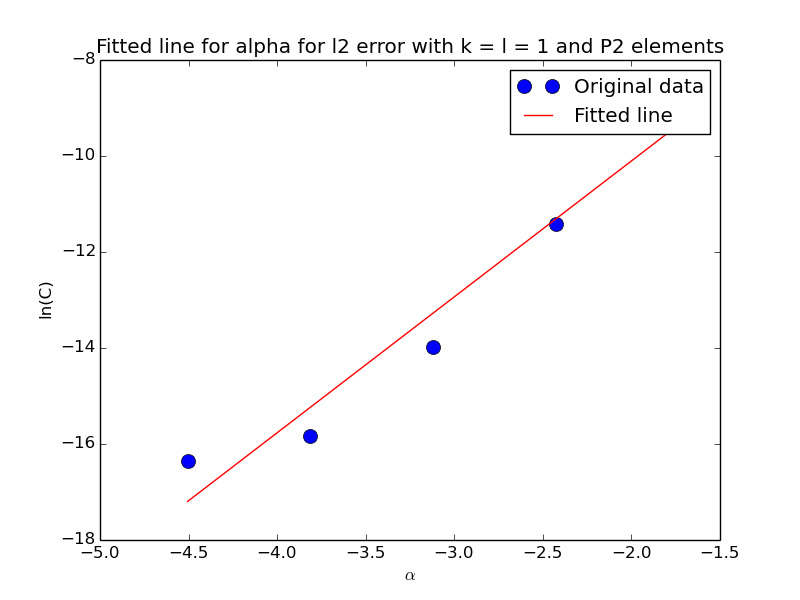 Fitted line for alpha for l2 error with k = l = 1 and P2 elements
Original data
Fitted line
ln(C)
−8
−10
−12
−14
−16
−18
−5.0 −4.5 −4.0 −3.5 −3.0 −2.5 −2.0 −1.5
α